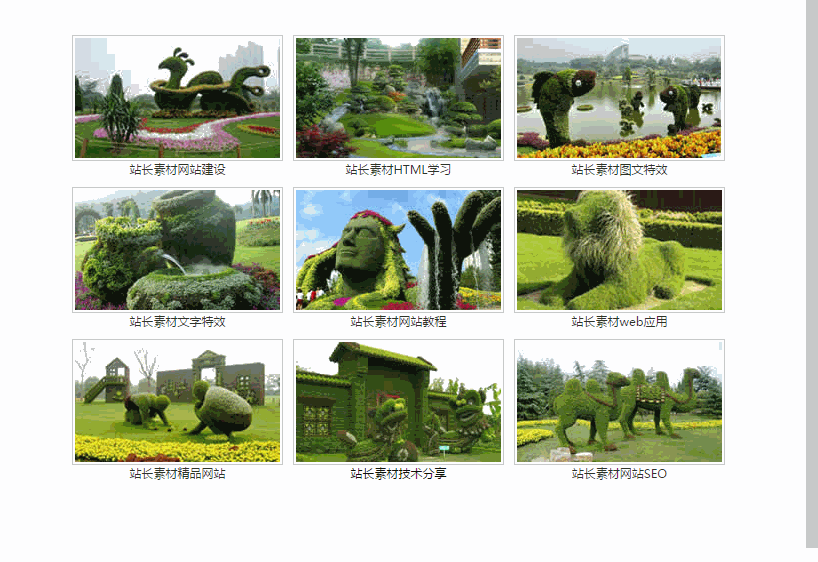 站长素材网站建设
站长素材HTML学习
站长素材图文特效
站长素材文字特效
站长素材网站教程
站长素材web应用
站长素材精品网站
站长素材技术分享
站长素材网站SEO